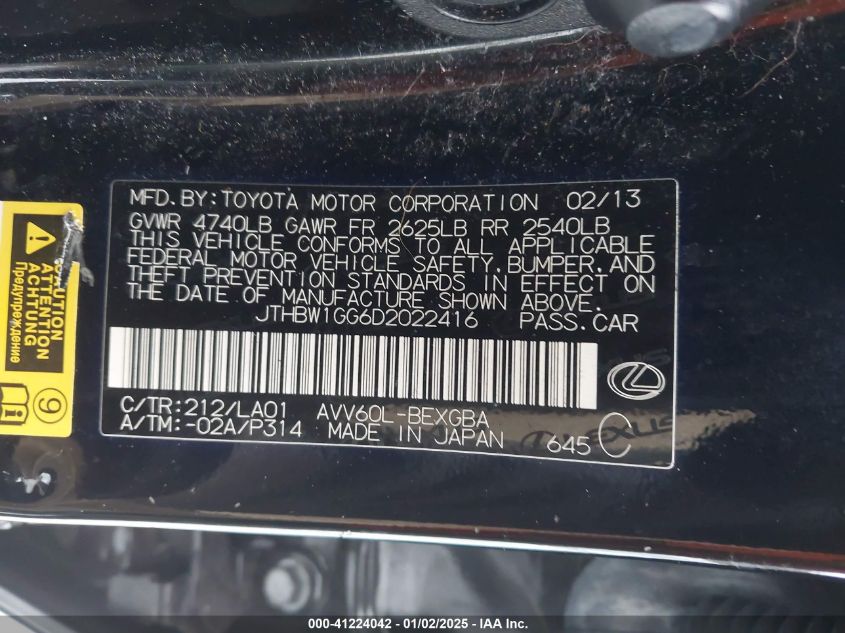 MFD.BY:TOYOTA MOTOR CORPORATION 02/13
GVWR 4740LB GAWR FR 2625LB RR 2540LB
THIS VEHICLE CONFORMS TO ALL APPLICABLE
FEDERAL MOTOR VEHICLE SAFETY,BUMPER,AND
THEFT PREVENTION STANDARDS IN EFFECT ON
THE DATE OF MANUFACTURE SHOWN ABOVE.
JTHBW1GG6D2022416 PASS.CAR
C/TR:212/LA01 AVV60L-BEXGBA
A/TM:-02A/P314 MADE IN JAPAN 645 C
LEXUS
CAUTION
ATTENTION
ACHTUNG
Предупреждение
9
000-41224042 - 01/02/2025 - IAA Inc.